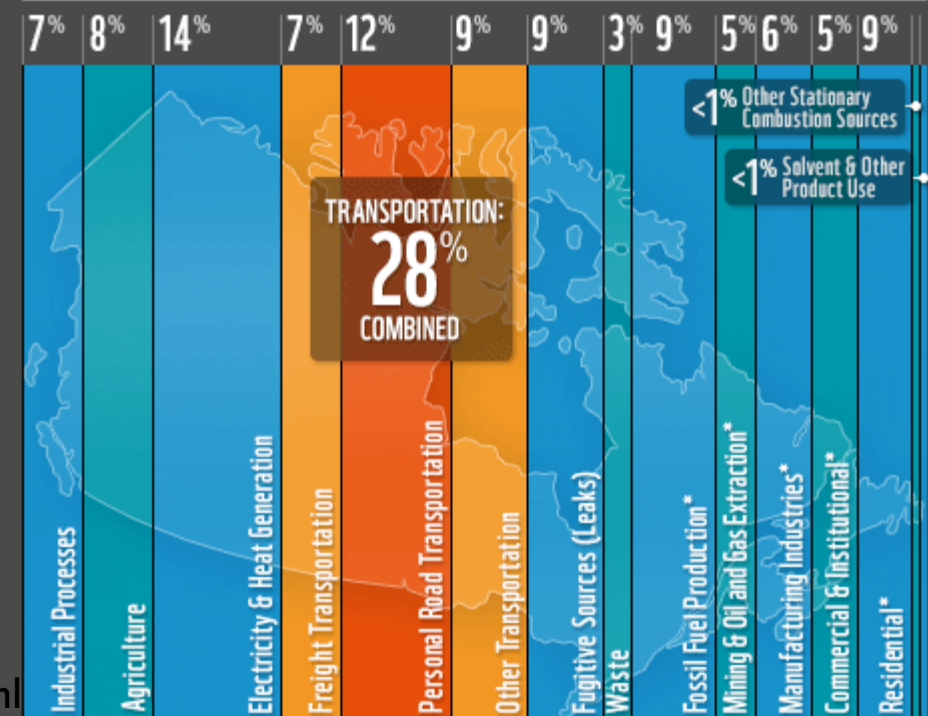 7% 8% 14% 7% 12% 9% 9% 3% 9% 5% 6% 5% 9%
<1% Other Stationary
Combustion Sources
<1% Solvent & Other
Product Use
TRANSPORTATION:
28%
COMBINED
Industrial Processes
Agriculture
Electricity & Heat Generation
Freight Transportation
Personal Road Transportation
Other Transportation
Fugitive Sources (Leaks)
Waste
Fossil Fuel Production*
Mining & Oil and Gas Extraction*
Manufacturing Industries*
Commercial & Institutional*
Residential*